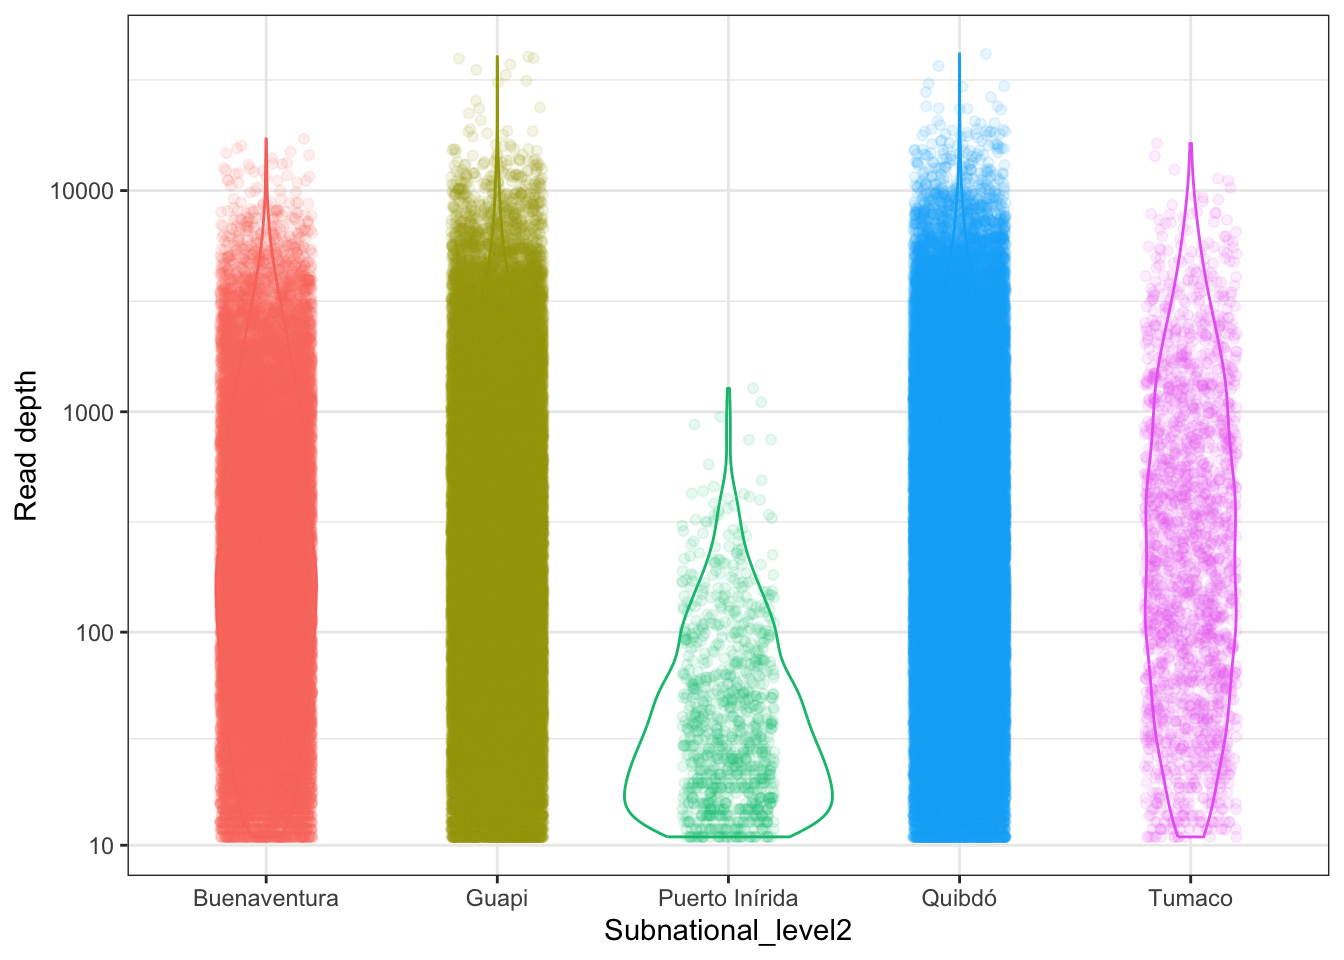 Read depth
10000
1000
100
10
Buenaventura
Guapi
Puerto Inírida
Quibdó
Tumaco
Subnational_level2